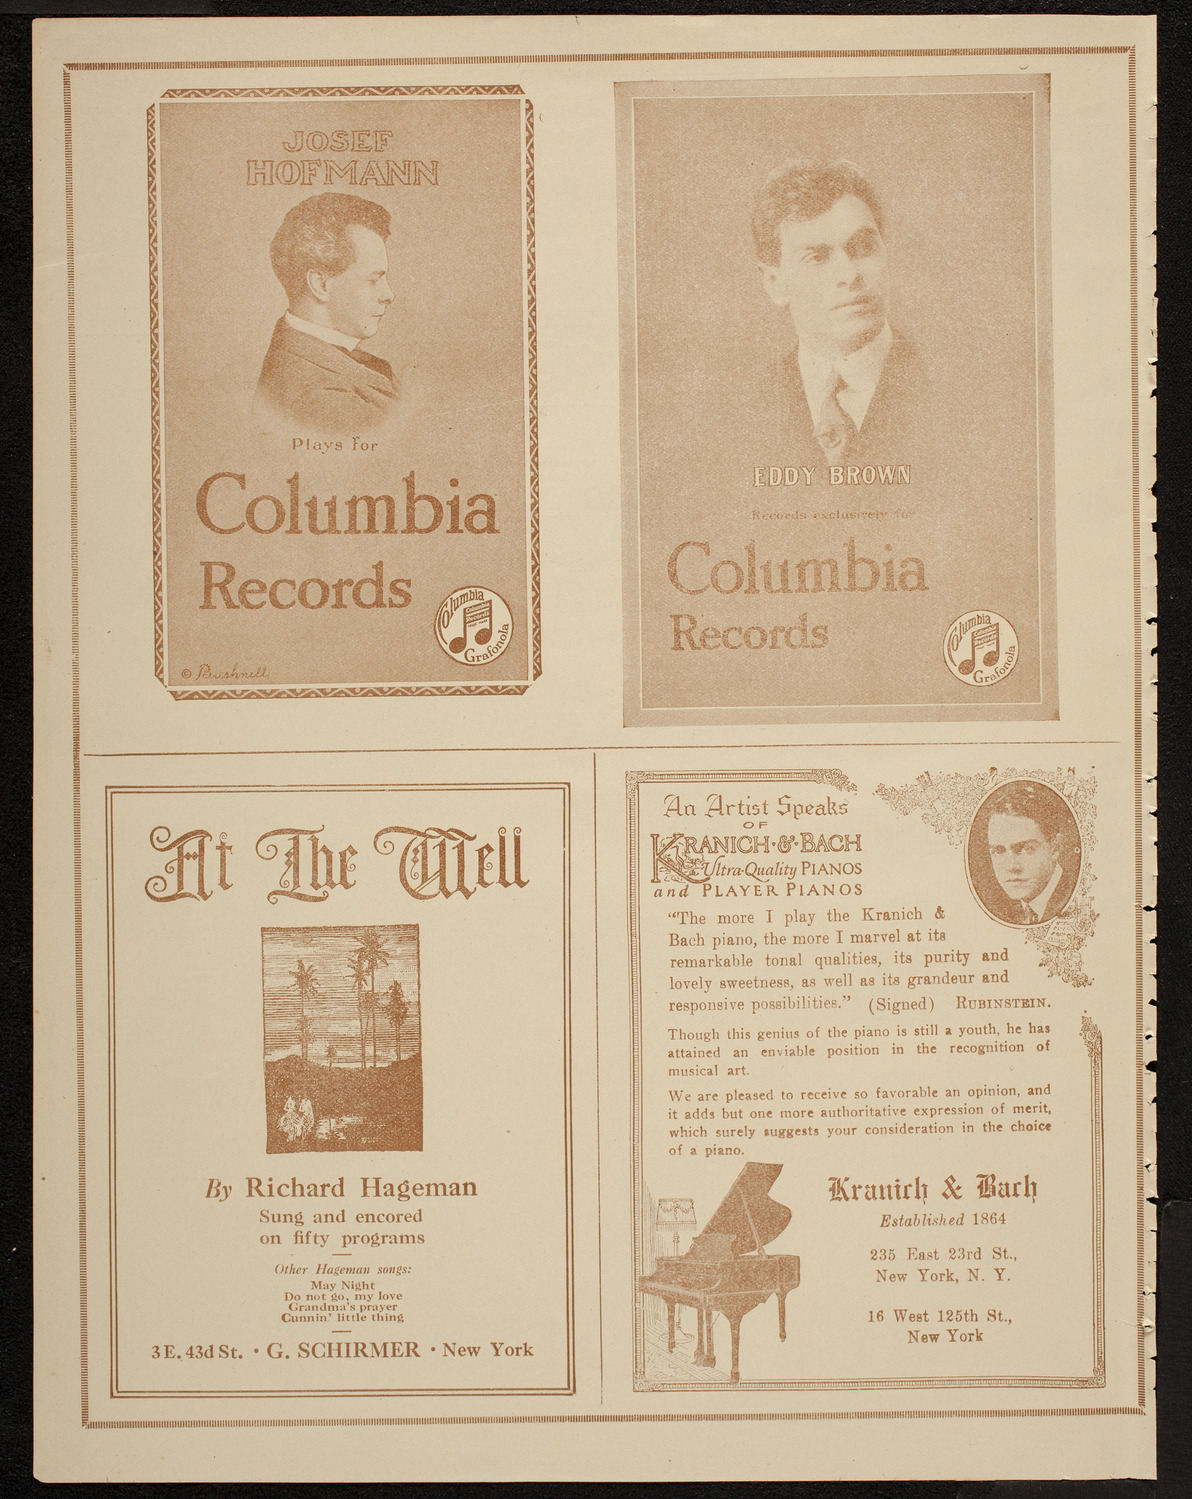 JOSEF
HOFMANN
Plays for
Columbia
Records
Columbia
Grafonola
© Bushnell
EDDY BROWN
Records exclusively for
Columbia
Records
Columbia
Grafonola
At The Well
By Richard Hageman
Sung and encored
on fifty programs
Other Hageman songs:
May Night
Do not go, my love
Grandma's prayer
Cunnin' little thing
3 E. 43d St. • G. SCHIRMER • New York
An Artist Speaks
OF
KRANICH·&·BACH
Ultra-Quality PIANOS
and PLAYER PIANOS
"The more I play the Kranich &
Bach piano, the more I marvel at its
remarkable tonal qualities, its purity and
lovely sweetness, as well as its grandeur and
responsive possibilities." (Signed) RUBINSTEIN.
Though this genius of the piano is still a youth, he has
attained an enviable position in the recognition of
musical art.
We are pleased to receive so favorable an opinion, and
it adds but one more authoritative expression of merit,
which surely suggests your consideration in the choice
of a piano.
Kranich & Bach
Established 1864
235 East 23rd St.,
New York, N. Y.
16 West 125th St.,
New York